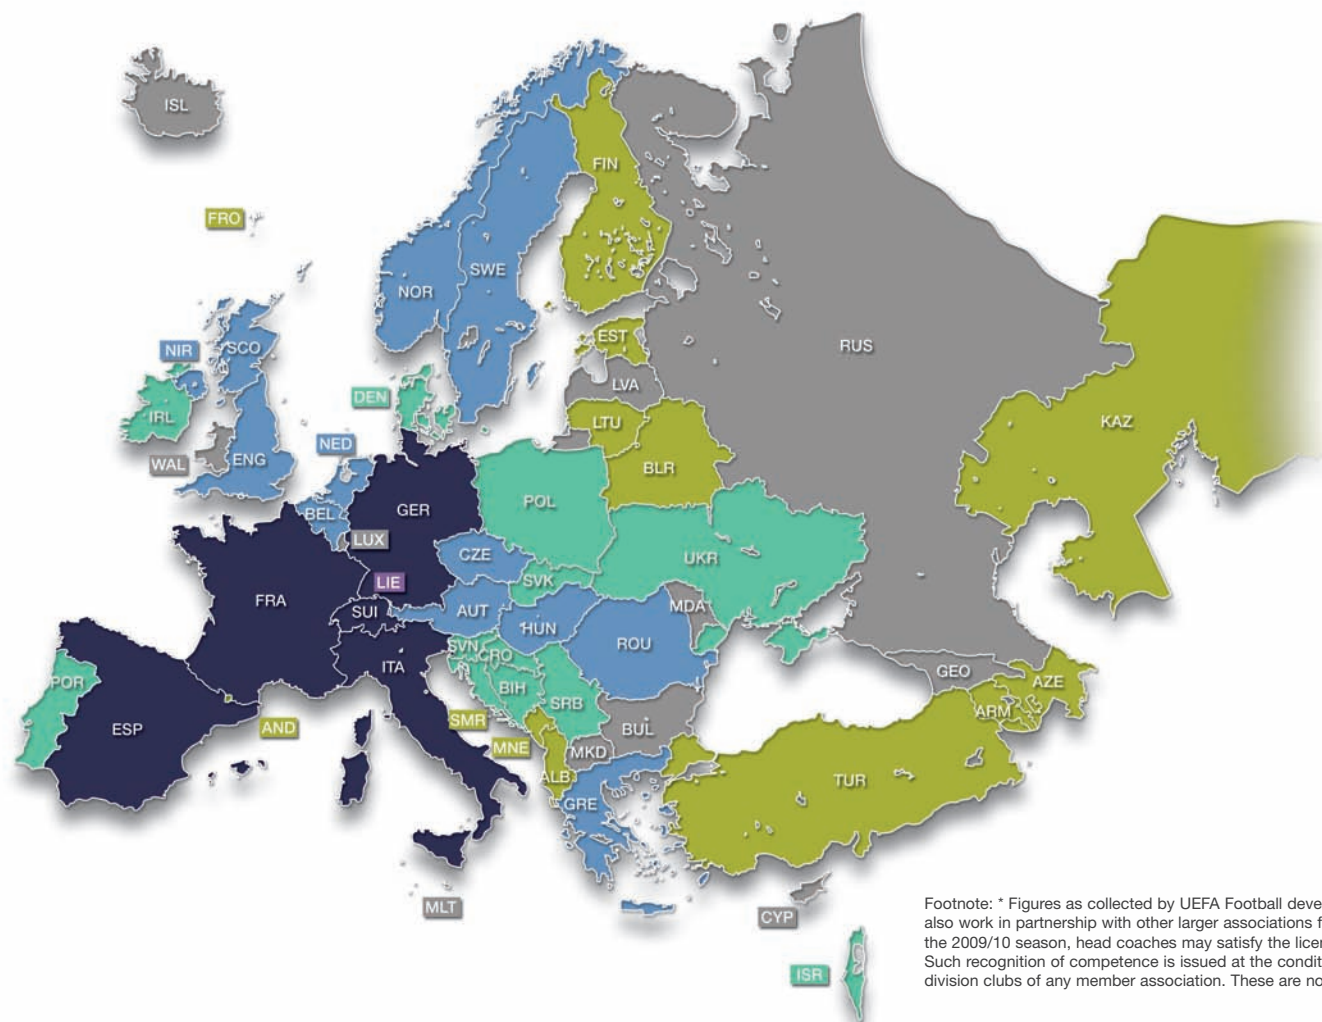 ISL
FIN
FRO
SWE
NOR
NIR
SCO
EST
RUS
LVA
DEN
IRL
LTU
KAZ
NED
WAL
ENG
BLR
POL
GER
BEL
LUX
CZE
UKR
SVK
LIE
FRA
SUI
AUT
MDA
HUN
ROU
SVN
CRO
ITA
GEO
POR
BIH
AZE
SRB
ARM
ESP
AND
SMR
BUL
MNE
MKD
ALB
TUR
GRE
MLT
CYP
ISR
Footnote: * Figures as collected by UEFA Football deve
also work in partnership with other larger associations f
the 2009/10 season, head coaches may satisfy the licen
Such recognition of competence is issued at the condit
division clubs of any member association. These are no